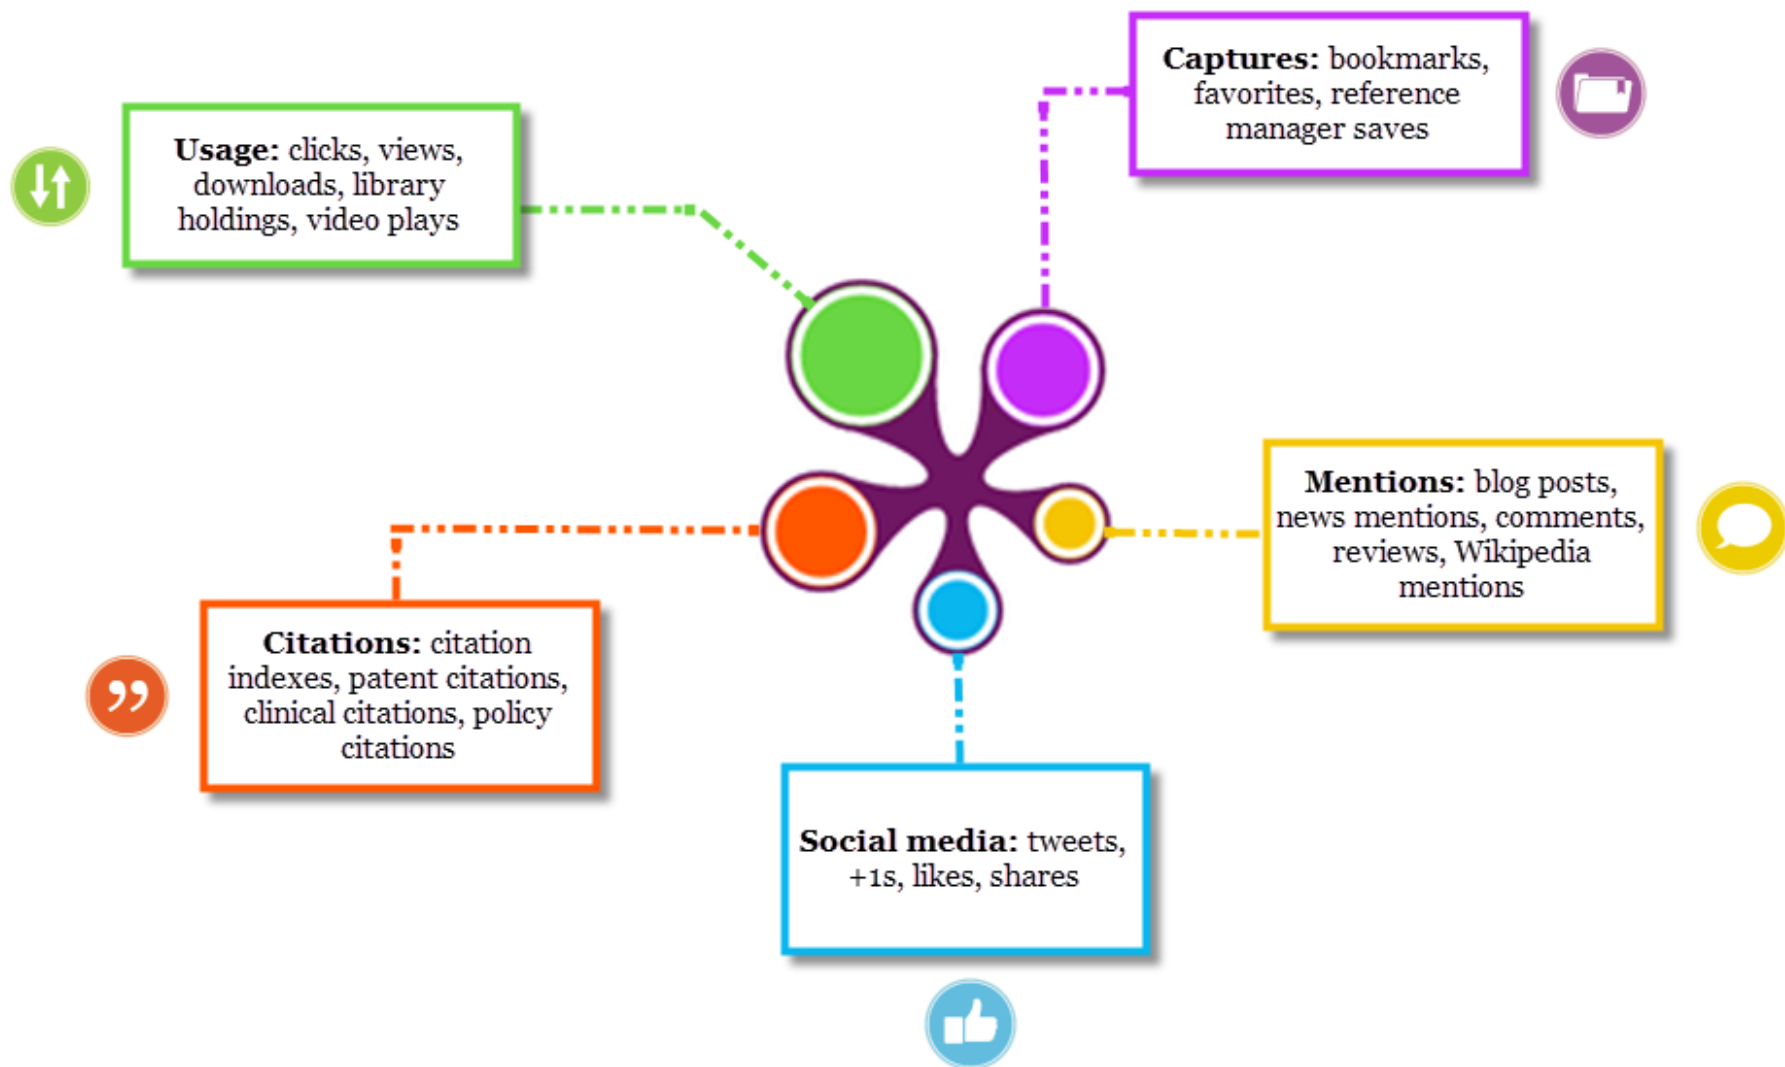 Usage: clicks, views,
downloads, library
holdings, video plays
Captures: bookmarks,
favorites, reference
manager saves
Mentions: blog posts,
news mentions, comments,
reviews, Wikipedia
mentions
Citations: citation
indexes, patent citations,
clinical citations, policy
citations
Social media: tweets,
+1s, likes, shares